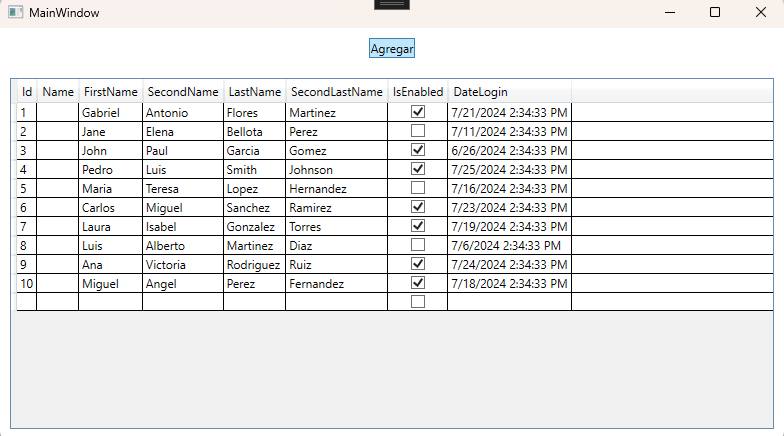 MainWindow
Agregar
Id Name FirstName SecondName LastName SecondLastName IsEnabled DateLogin
1 Gabriel Antonio Flores Martinez 7/21/2024 2:34:33 PM
2 Jane Elena Bellota Perez 7/11/2024 2:34:33 PM
3 John Paul Garcia Gomez 6/26/2024 2:34:33 PM
4 Pedro Luis Smith Johnson 7/25/2024 2:34:33 PM
5 Maria Teresa Lopez Hernandez 7/16/2024 2:34:33 PM
6 Carlos Miguel Sanchez Ramirez 7/23/2024 2:34:33 PM
7 Laura Isabel Gonzalez Torres 7/19/2024 2:34:33 PM
8 Luis Alberto Martinez Diaz 7/6/2024 2:34:33 PM
9 Ana Victoria Rodriguez Ruiz 7/24/2024 2:34:33 PM
10 Miguel Angel Perez Fernandez 7/18/2024 2:34:33 PM